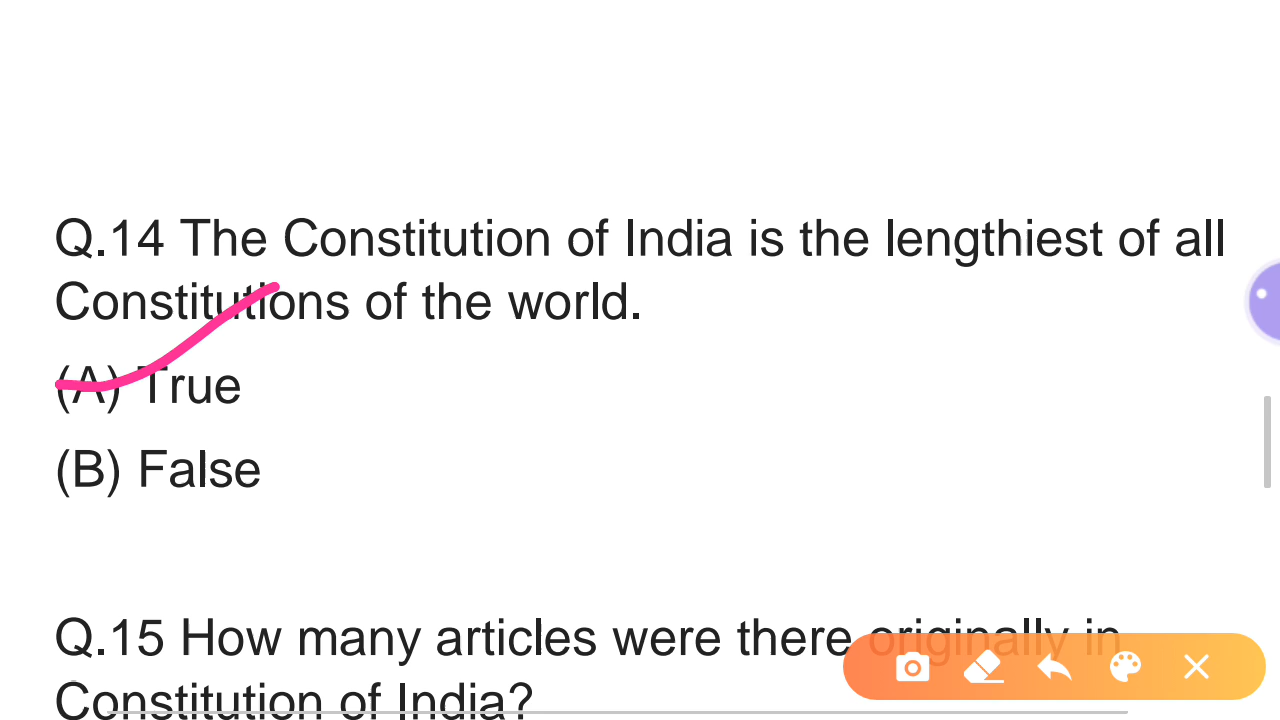 Q.14 The Constitution of India is the lengthiest of all
Constitutions of the world.
(A) True
(B) False
Q.15 How many articles were there originally in
Constitution of India?